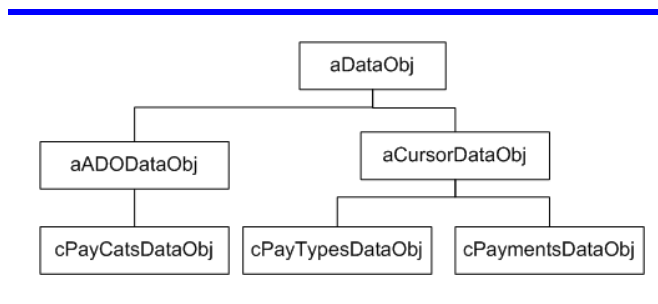 aDataObj
aADODataObj
aCursorDataObj
cPayCatsDataObj
cPayTypesDataObj
cPaymentsDataObj